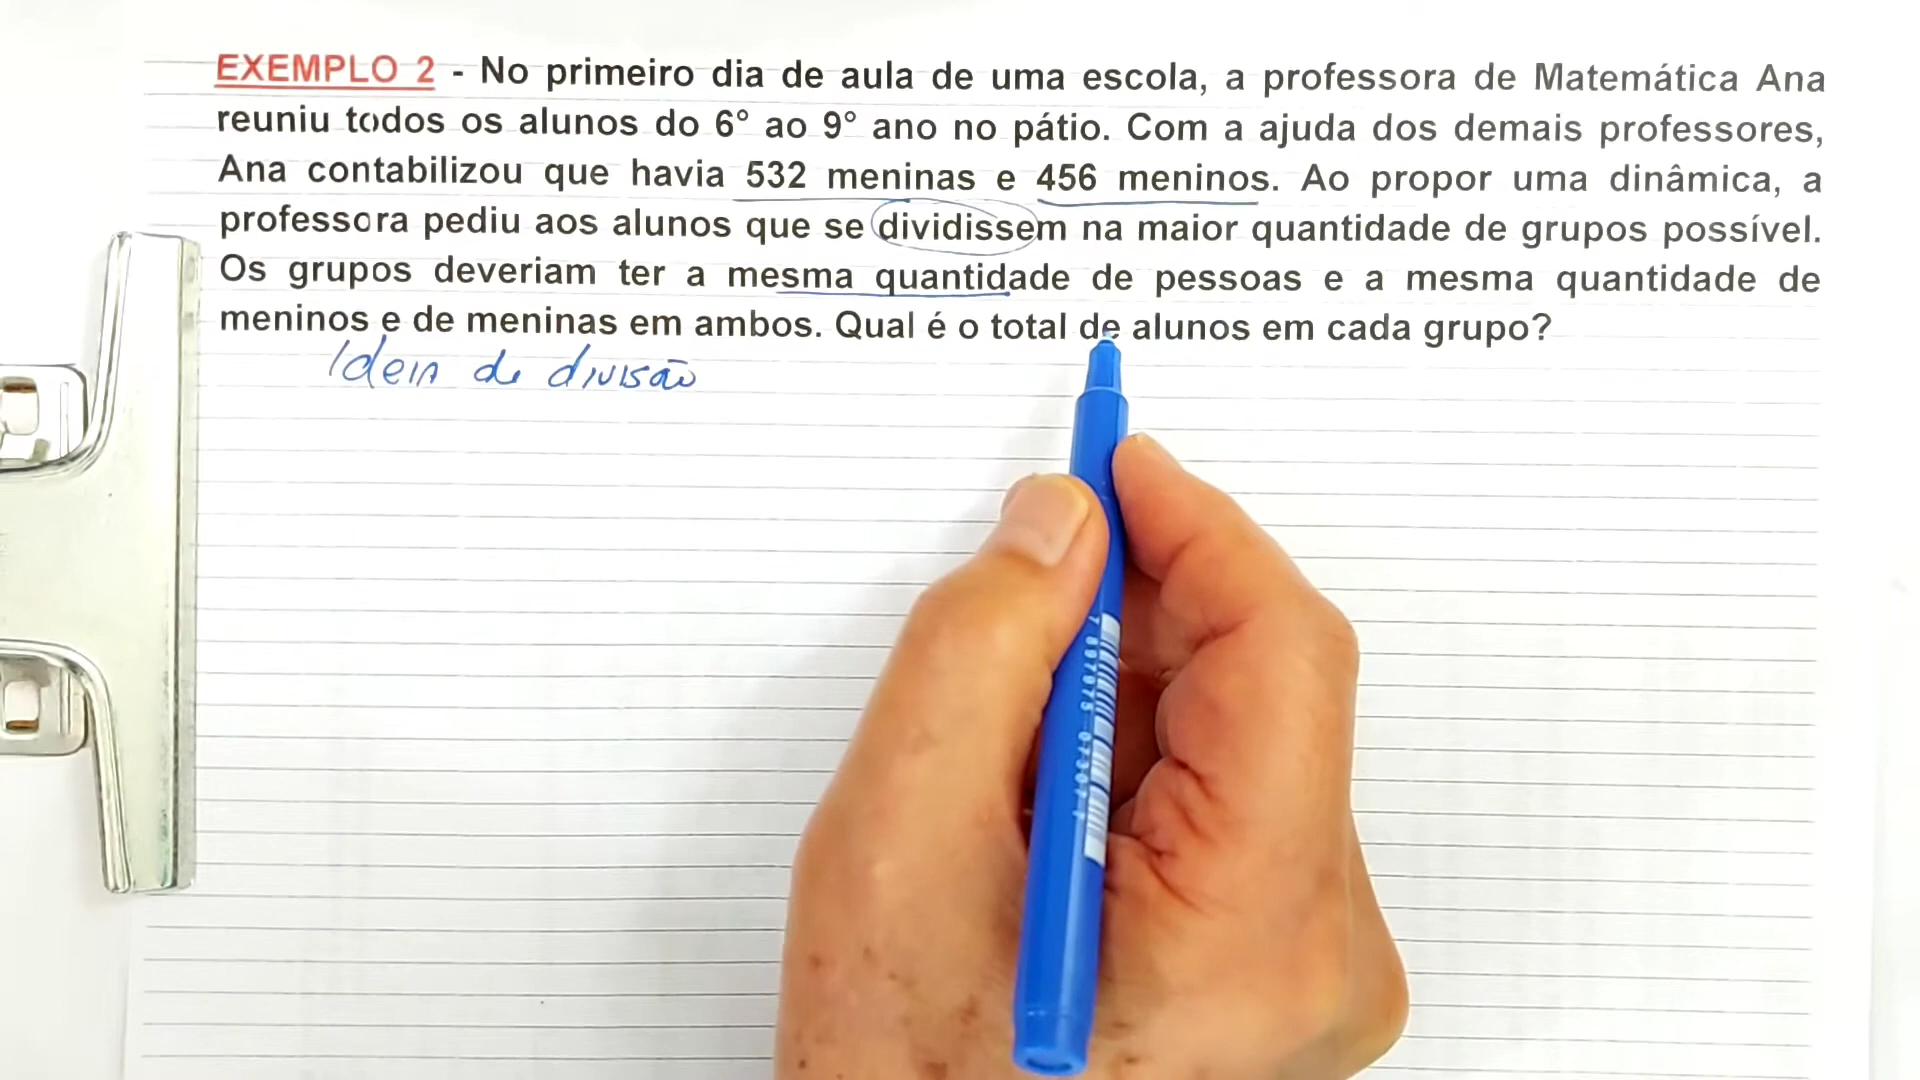 EXEMPLO 2 - No primeiro dia de aula de uma escola, a professora de Matemática Ana
reuniu todos os alunos do 6° ao 9° ano no pátio. Com a ajuda dos demais professores,
Ana contabilizou que havia 532 meninas e 456 meninos. Ao propor uma dinâmica, a
professora pediu aos alunos que se dividissem na maior quantidade de grupos possível.
Os grupos deveriam ter a mesma quantidade de pessoas e a mesma quantidade de
meninos e de meninas em ambos. Qual é o total de alunos em cada grupo?
Ideia de divisão
7 897975 073077